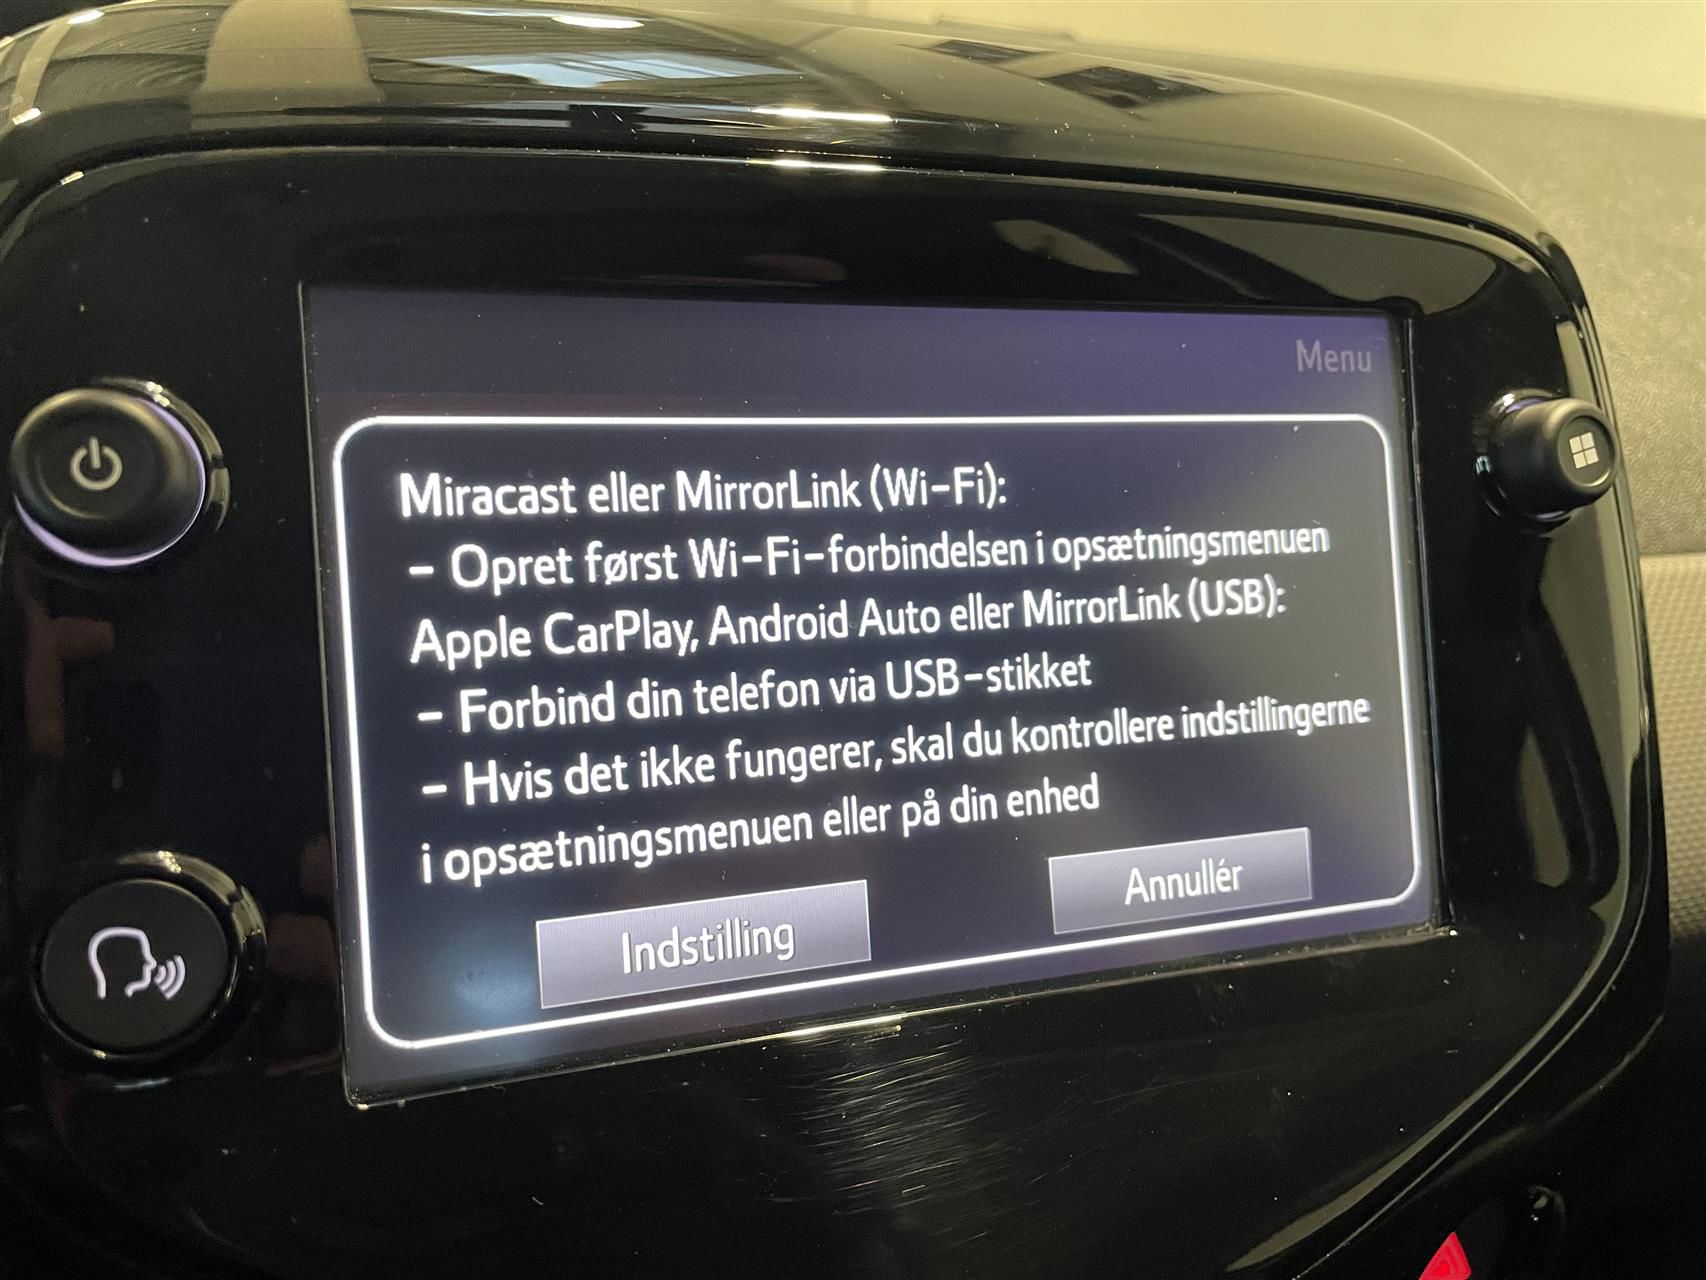 Menu
Miracast eller MirrorLink (Wi-Fi):
- Opret først Wi-Fi-forbindelsen i opsætningsmenuen
Apple CarPlay, Android Auto eller MirrorLink (USB):
- Forbind din telefon via USB-stikket
- Hvis det ikke fungerer, skal du kontrollere indstillingerne
i opsætningsmenuen eller på din enhed
Indstilling
Annullér